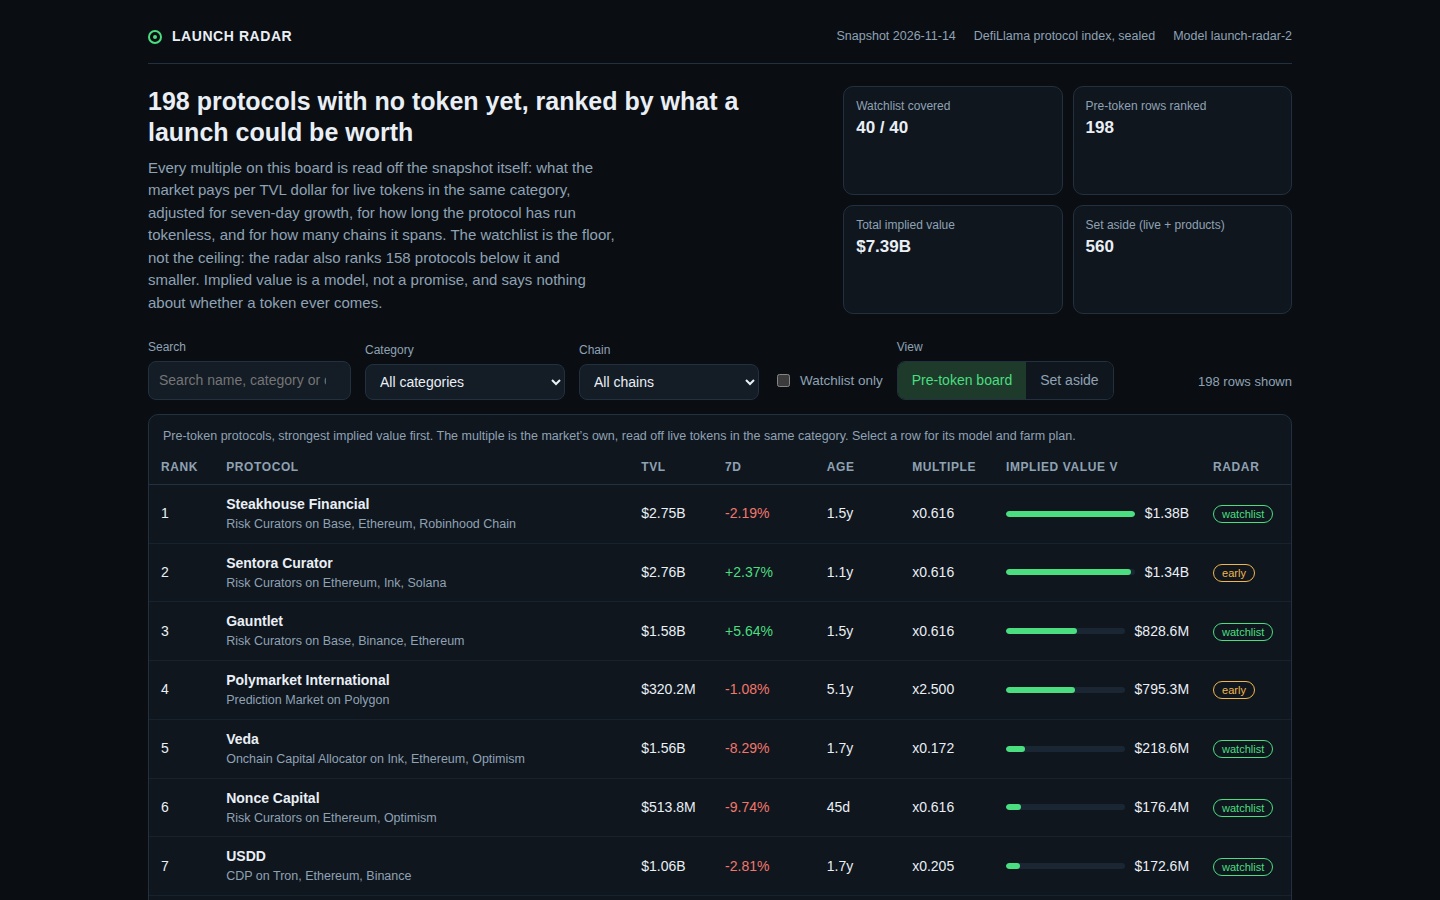 LAUNCH RADAR
Snapshot 2026-11-14 DefiLlama protocol index, sealed Model launch-radar-2
198 protocols with no token yet, ranked by what a
launch could be worth
Every multiple on this board is read off the snapshot itself: what the
market pays per TVL dollar for live tokens in the same category,
adjusted for seven-day growth, for how long the protocol has run
tokenless, and for how many chains it spans. The watchlist is the floor,
not the ceiling: the radar also ranks 158 protocols below it and
smaller. Implied value is a model, not a promise, and says nothing
about whether a token ever comes.
Watchlist covered
40 / 40
Pre-token rows ranked
198
Total implied value
$7.39B
Set aside (live + products)
560
Search
Search name, category or
Category
All categories
Chain
All chains
Watchlist only
View
Pre-token board Set aside
198 rows shown
Pre-token protocols, strongest implied value first. The multiple is the market's own, read off live tokens in the same category. Select a row for its model and farm plan.
RANK PROTOCOL TVL 7D AGE MULTIPLE IMPLIED VALUE V RADAR
1 Steakhouse Financial $2.75B -2.19% 1.5y x0.616 $1.38B watchlist
Risk Curators on Base, Ethereum, Robinhood Chain
2 Sentora Curator $2.76B +2.37% 1.1y x0.616 $1.34B early
Risk Curators on Ethereum, Ink, Solana
3 Gauntlet $1.58B +5.64% 1.5y x0.616 $828.6M watchlist
Risk Curators on Base, Binance, Ethereum
4 Polymarket International $320.2M -1.08% 5.1y x2.500 $795.3M early
Prediction Market on Polygon
5 Veda $1.56B -8.29% 1.7y x0.172 $218.6M watchlist
Onchain Capital Allocator on Ink, Ethereum, Optimism
6 Nonce Capital $513.8M -9.74% 45d x0.616 $176.4M watchlist
Risk Curators on Ethereum, Optimism
7 USDD $1.06B -2.81% 1.7y x0.205 $172.6M watchlist
CDP on Tron, Ethereum, Binance